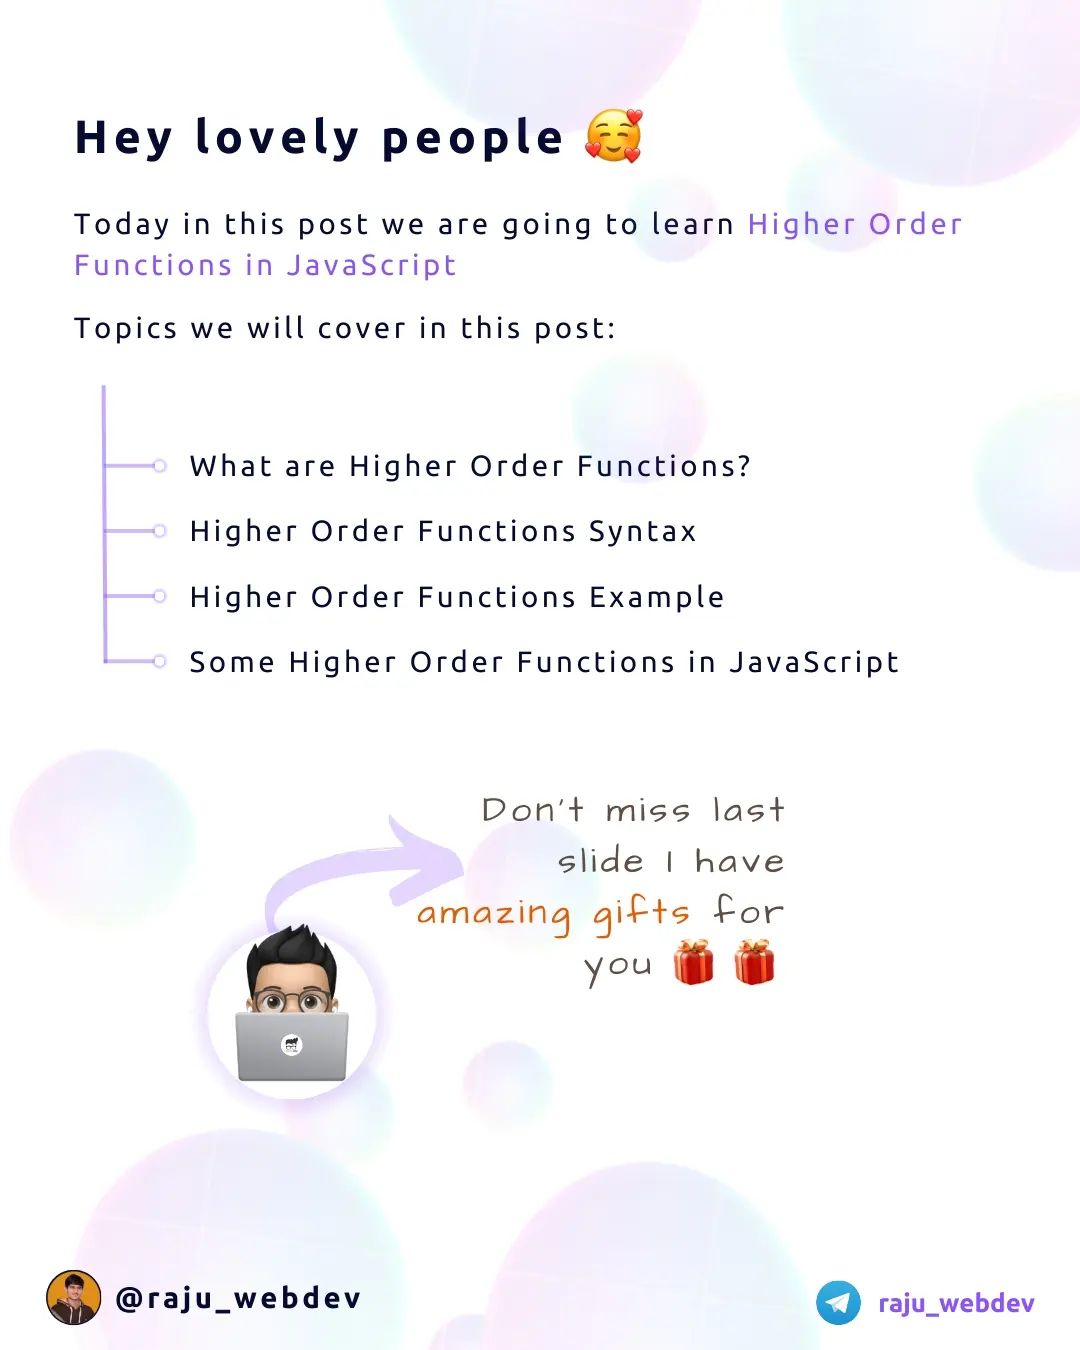 Hey lovely people 🥰
Today in this post we are going to learn Higher Order
Functions in JavaScript
Topics we will cover in this post:
What are Higher Order Functions?
Higher Order Functions Syntax
Higher Order Functions Example
Some Higher Order Functions in JavaScript
Don't miss last
slide I have
amazing gifts for
you 🎁 🎁
@raju_webdev
raju_webdev